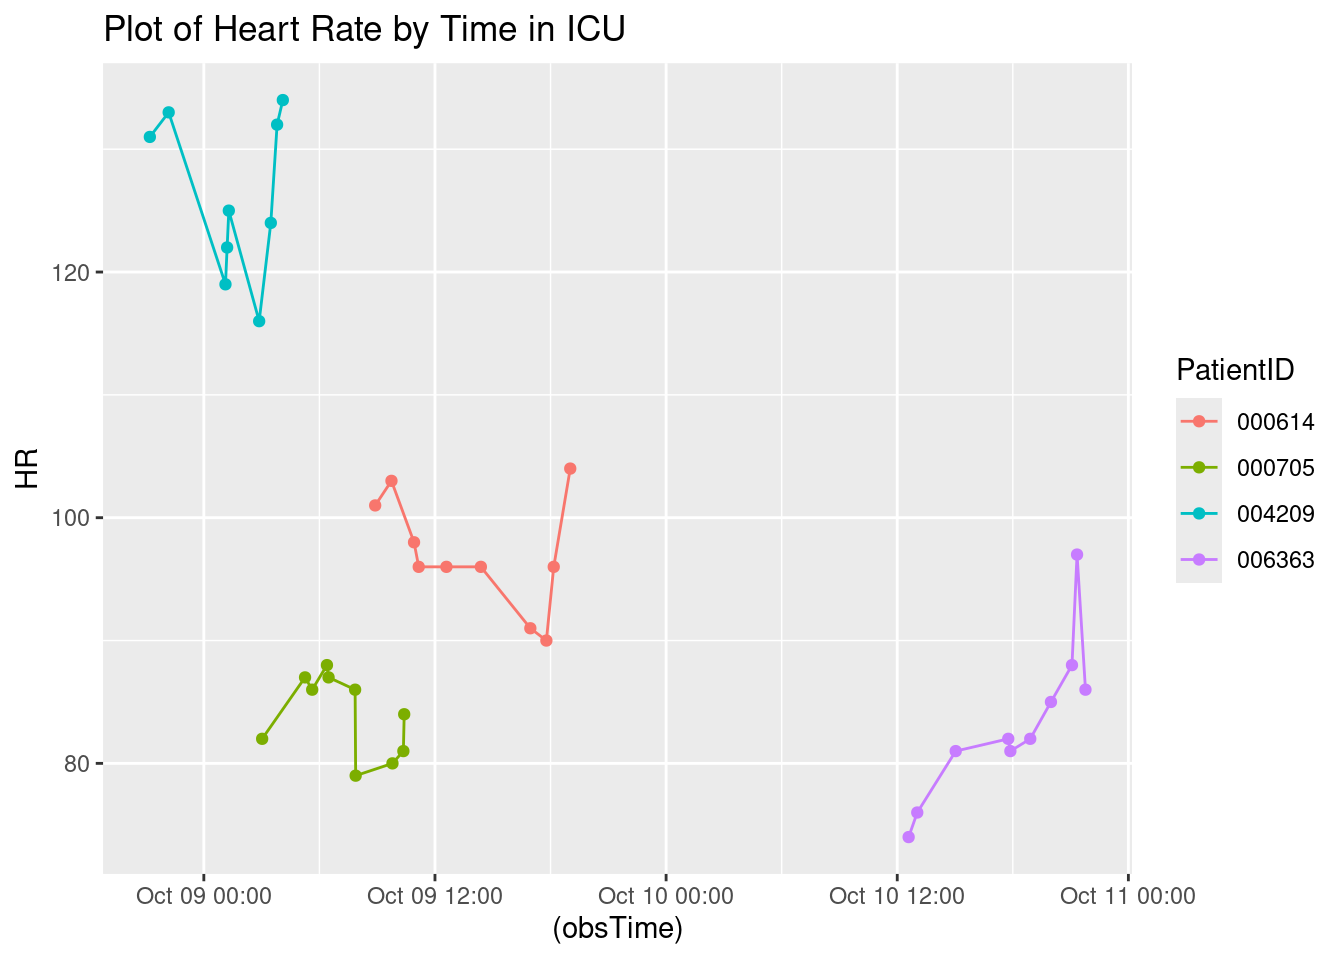 Plot of Heart Rate by Time in ICU
HR
120
100
80
Oct 09 00:00
Oct 09 12:00
Oct 10 00:00
Oct 10 12:00
Oct 11 00:00
(obsTime)
PatientID
000614
000705
004209
006363